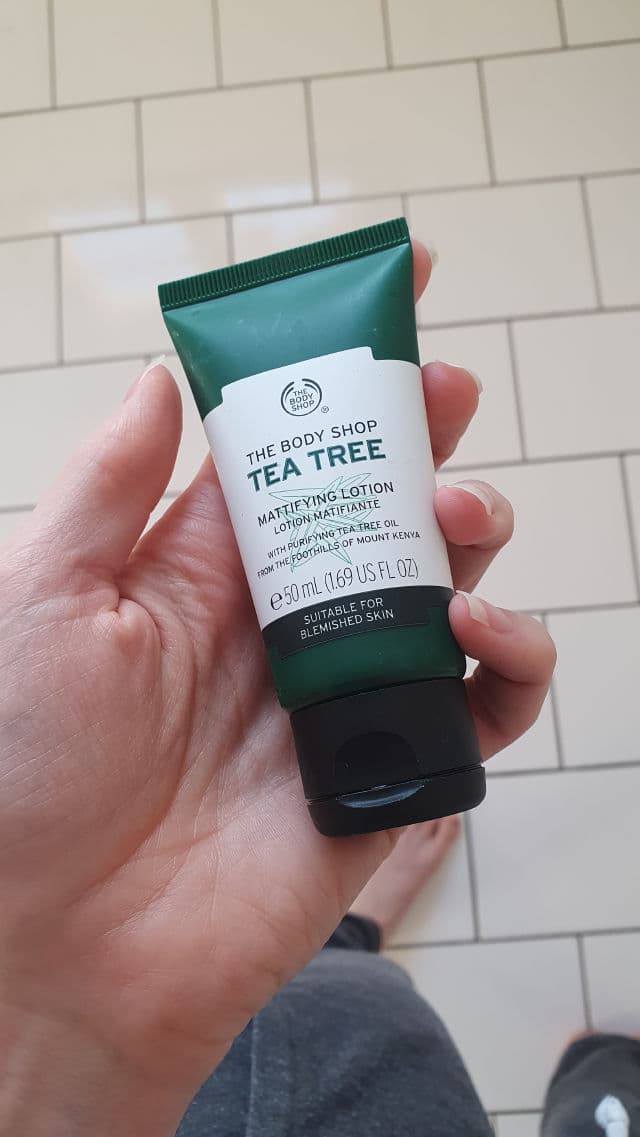 THE
BODY
SHOP
®
THE BODY SHOP
TEA TREE
MATTIFYING LOTION
LOTION MATIFIANTE
WITH PURIFYING TEA TREE OIL
FROM THE FOOTHILLS OF MOUNT KENYA
℮50 mL (1.69 US FL OZ)
SUITABLE FOR
BLEMISHED SKIN